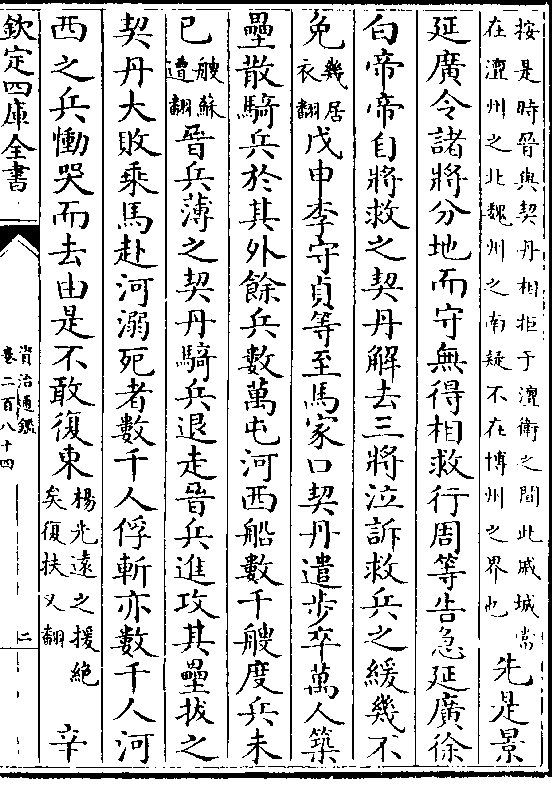 按是時晉與契丹相拒于澶衛之間此戚城當
在澶州之北魏州之南疑不在博州之界也
先是景
延廣令諸將分地而守無得相救行周等告急延廣徐
白帝帝自將救之契丹解去三將泣訴救兵之緩幾不
免
幾居
衣翻
戊申李守貞等至馬家口契丹遣步卒萬人築
壘散騎兵於其外餘兵數萬屯河西船數千艘度兵未
已
艘蘇
遭翻
晉兵薄之契丹騎兵退走晉兵進攻其壘拔之
契丹大敗乘馬赴河溺死者數千人俘斬亦數千人河
西之兵慟哭而去由是不敢復東
楊光遠之援絶
矣復扶又翻
辛
欽定四庫全書
資治通鑑
卷二百八十四
二